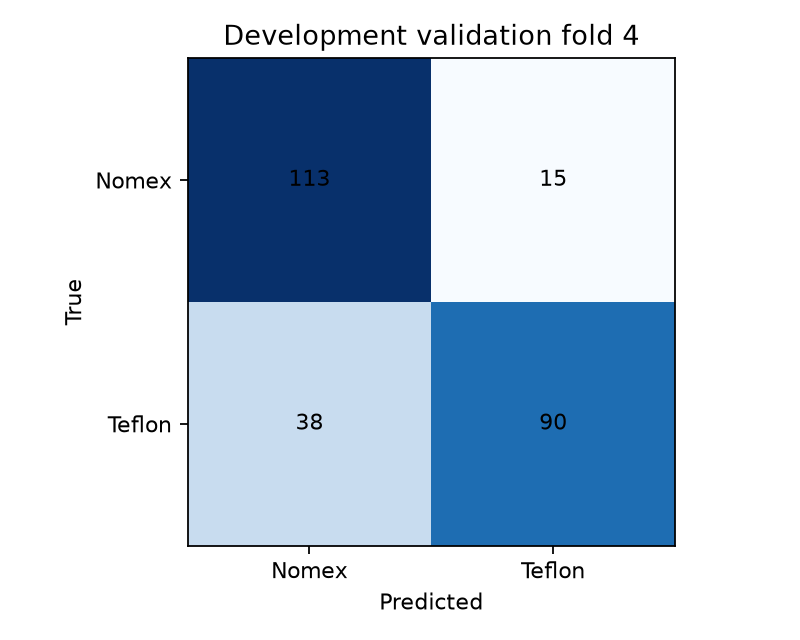 Development validation fold 4
Nomex
113
15
True
Teflon
38
90
Nomex
Teflon
Predicted